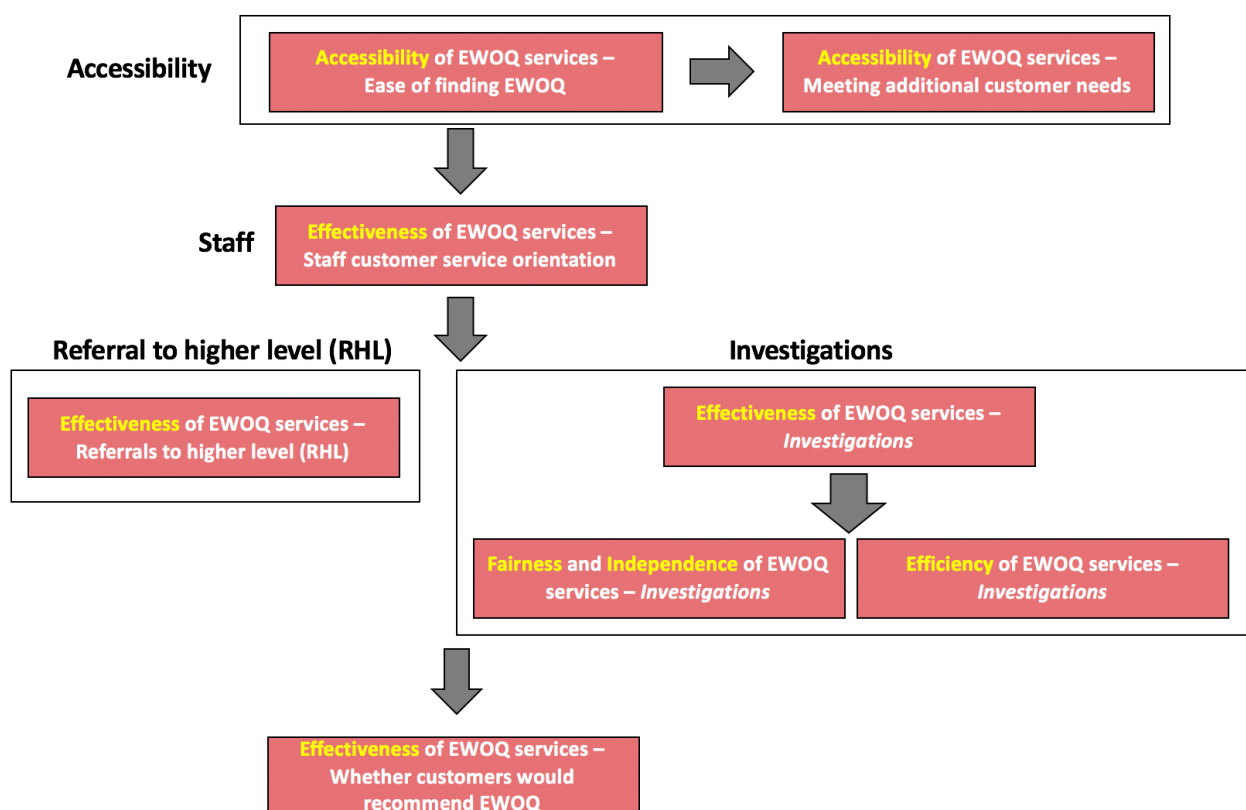 Accessibility
Accessibility of EWOQ services –
Ease of finding EWOQ
Accessibility of EWOQ services –
Meeting additional customer needs
Staff
Effectiveness of EWOQ services –
Staff customer service orientation
Referral to higher level (RHL)
Effectiveness of EWOQ services –
Referrals to higher level (RHL)
Investigations
Effectiveness of EWOQ services –
Investigations
Fairness and Independence of EWOQ
services – Investigations
Efficiency of EWOQ services –
Investigations
Effectiveness of EWOQ services –
Whether customers would
recommend EWOQ